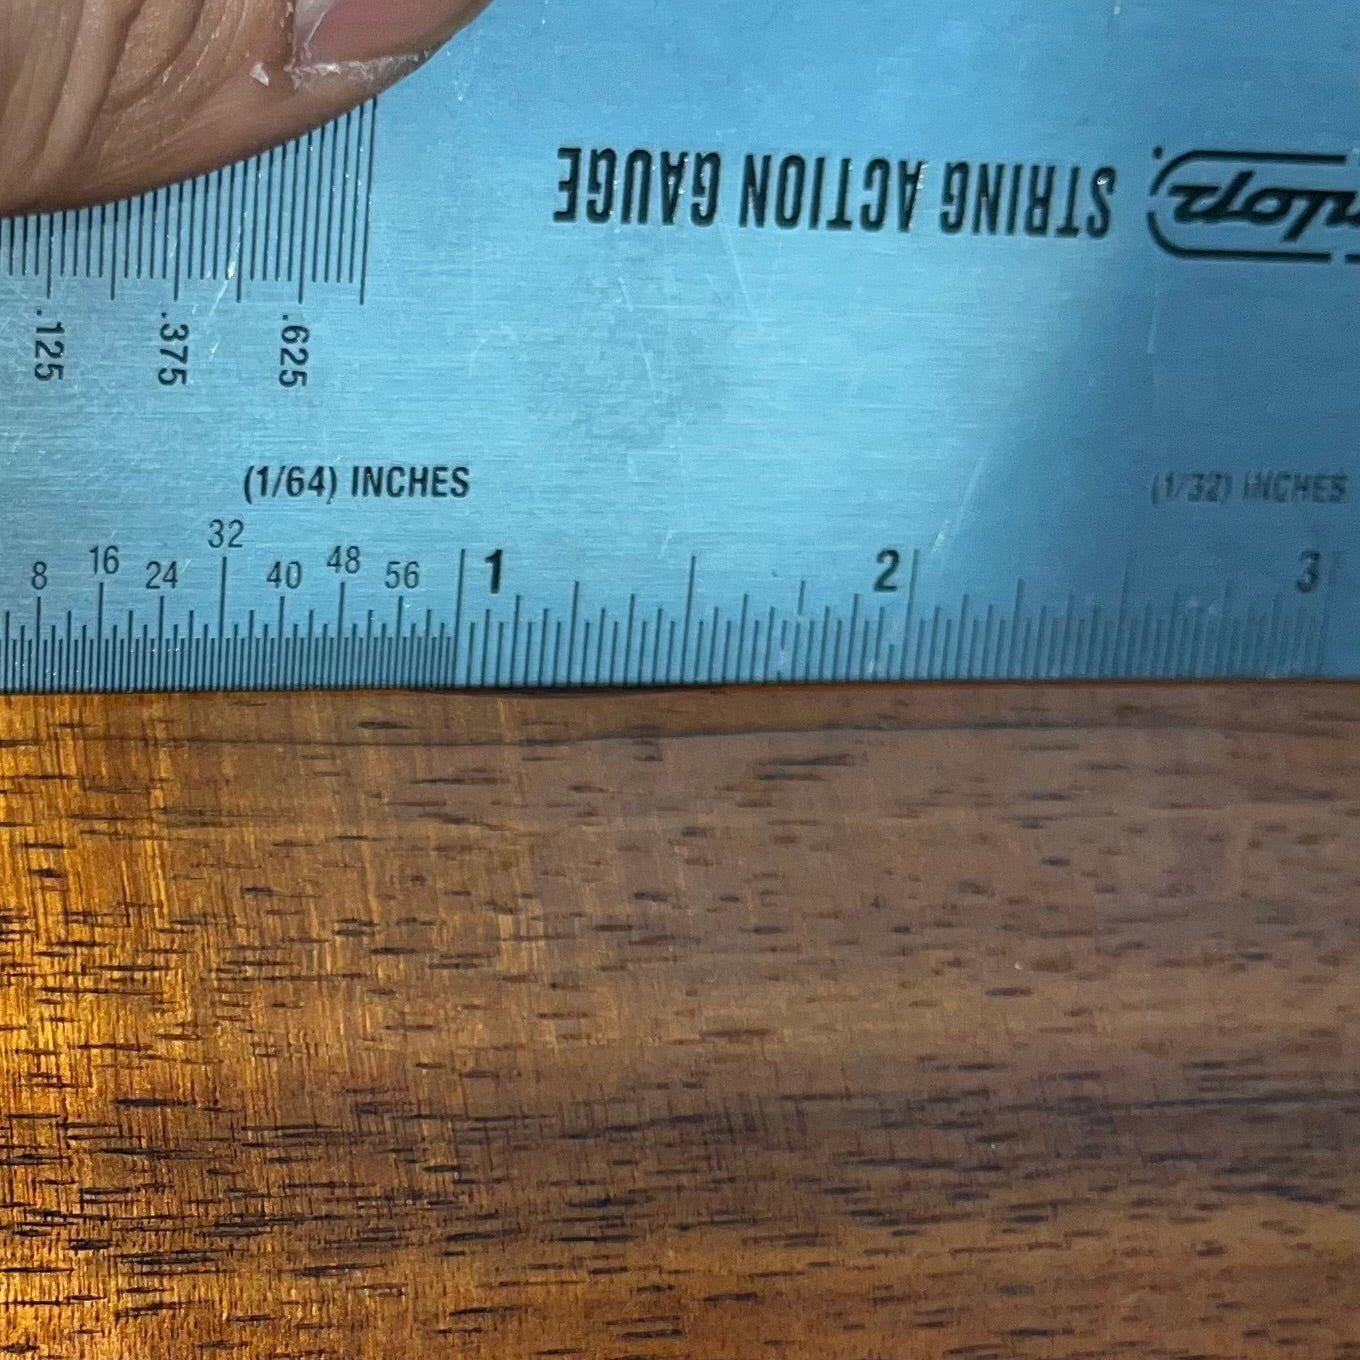 STRING ACTION GAUGE
.125 .375 .625
(1/64) INCHES (1/32) INCHES
8 16 24 32 40 48 56 1 2 3